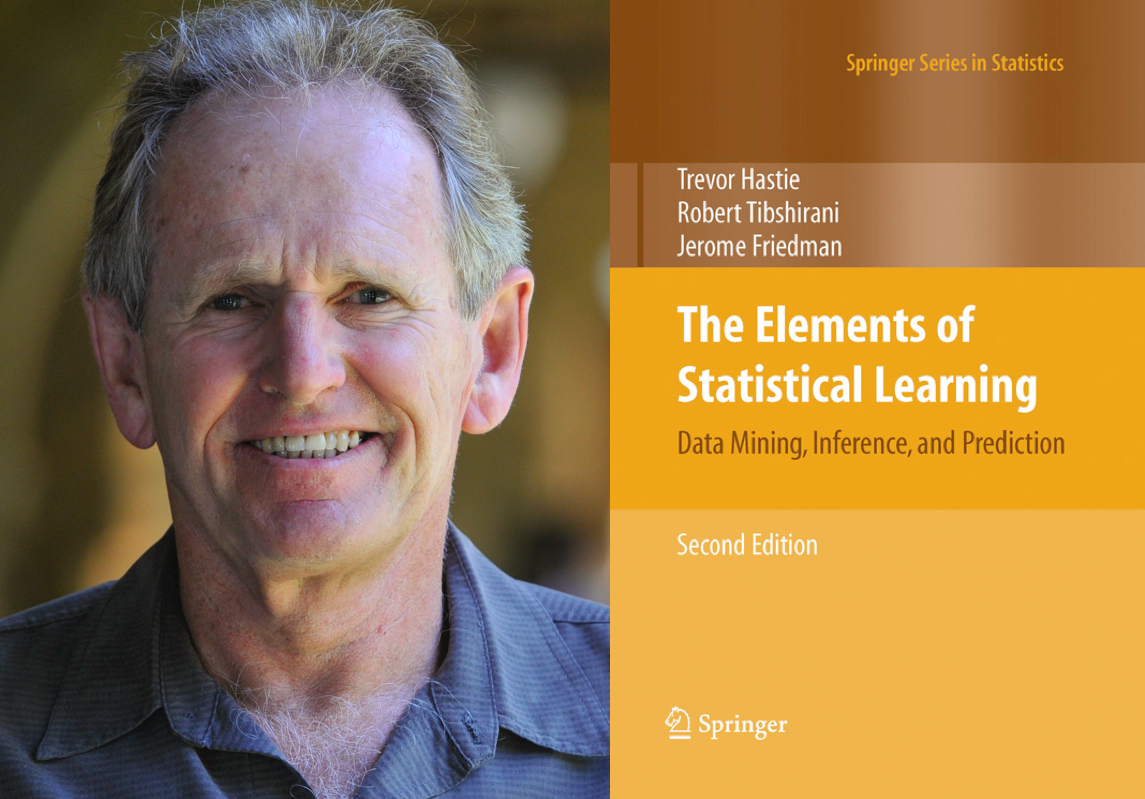 Springer Series in Statistics
Trevor Hastie
Robert Tibshirani
Jerome Friedman
The Elements of
Statistical Learning
Data Mining, Inference, and Prediction
Second Edition
Springer